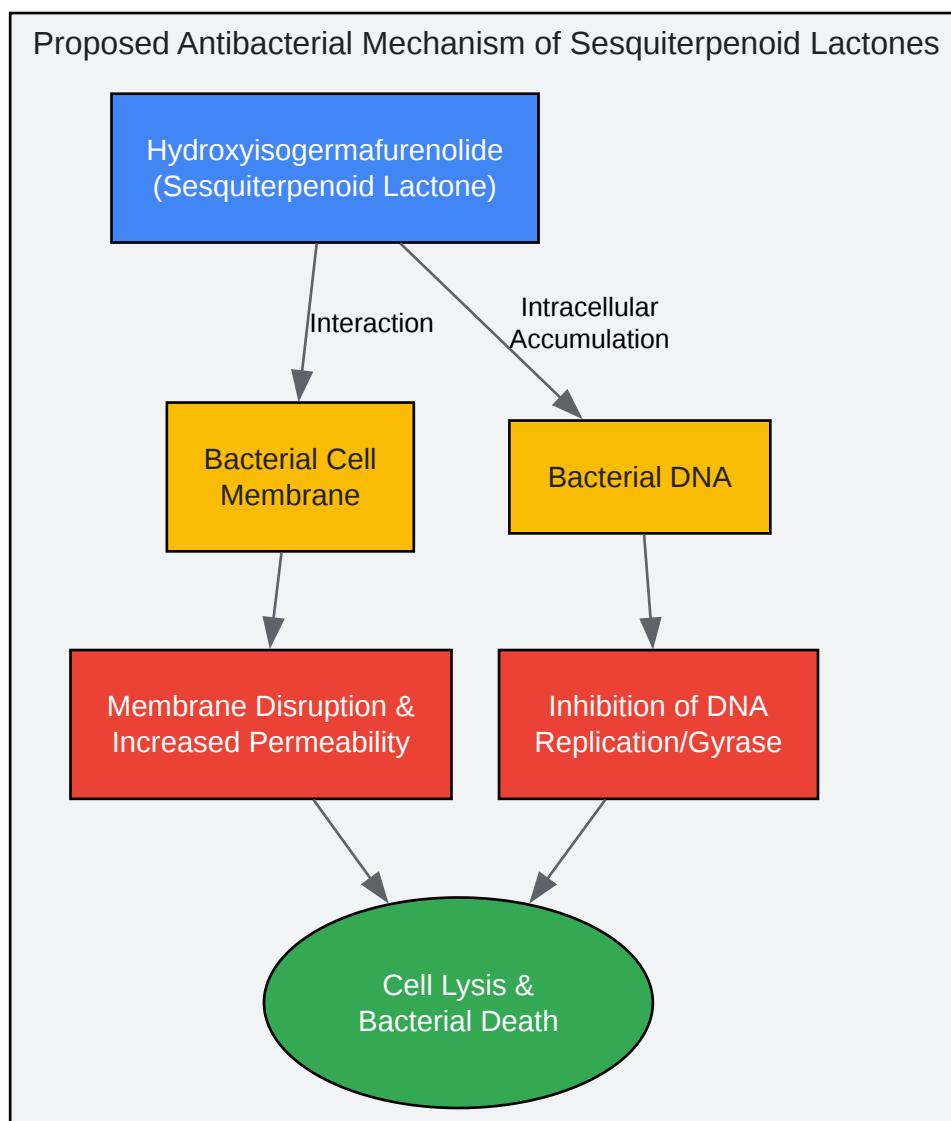 Proposed Antibacterial Mechanism of Sesquiterpenoid Lactones
Hydroxyisogermafurenolide
(Sesquiterpenoid Lactone)
Interaction
Intracellular
Accumulation
Bacterial Cell
Membrane
Bacterial DNA
Membrane Disruption &
Increased Permeability
Inhibition of DNA
Replication/Gyrase
Cell Lysis &
Bacterial Death